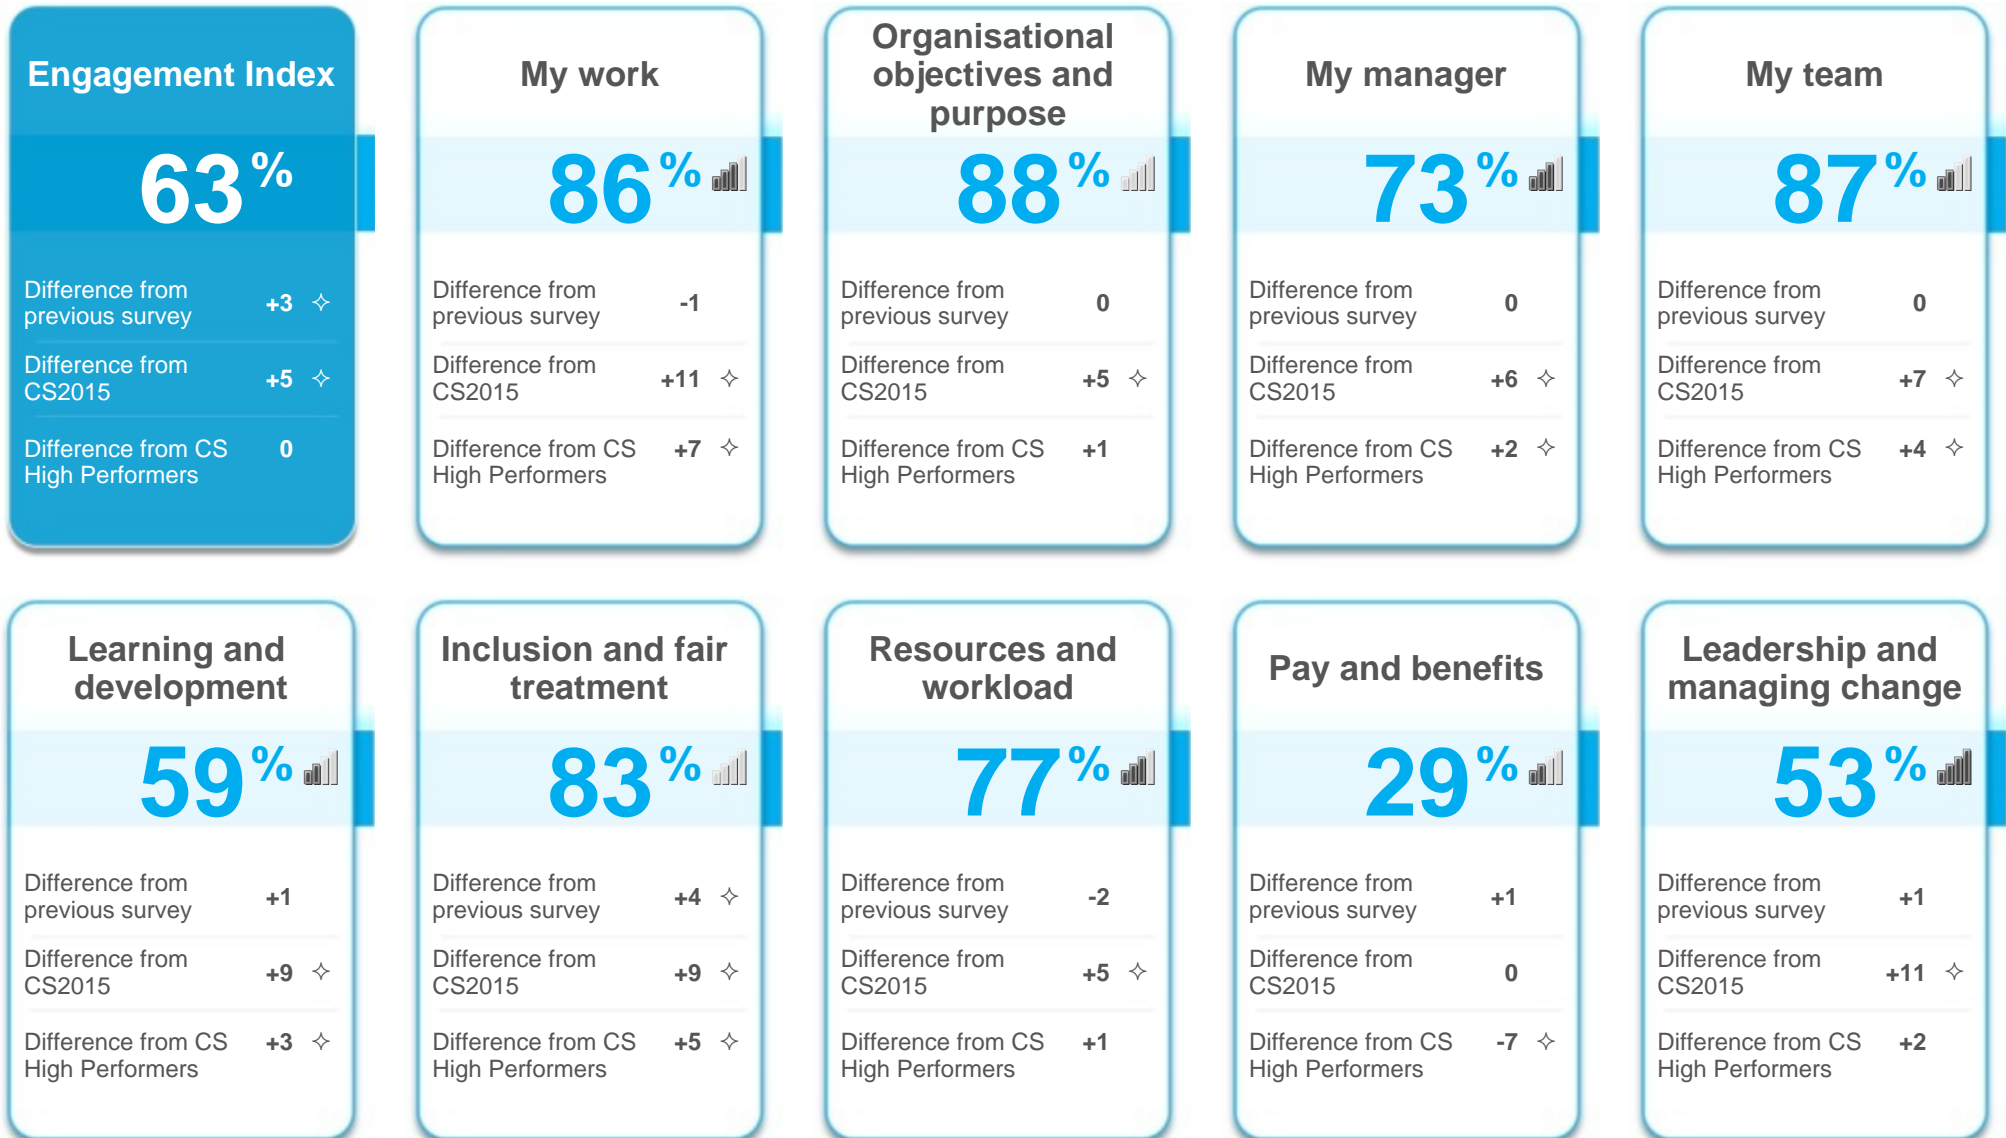 Engagement Index
63%
Difference from
previous survey +3 ✧
Difference from
CS2015 +5 ✧
Difference from CS
High Performers 0
My work
86%
Difference from
previous survey -1
Difference from
CS2015 +11 ✧
Difference from CS
High Performers +7 ✧
Organisational
objectives and
purpose
88%
Difference from
previous survey 0
Difference from
CS2015 +5 ✧
Difference from CS
High Performers +1
My manager
73%
Difference from
previous survey 0
Difference from
CS2015 +6 ✧
Difference from CS
High Performers +2 ✧
My team
87%
Difference from
previous survey 0
Difference from
CS2015 +7 ✧
Difference from CS
High Performers +4 ✧
Learning and
development
59%
Difference from
previous survey +1
Difference from
CS2015 +9 ✧
Difference from CS
High Performers +3 ✧
Inclusion and fair
treatment
83%
Difference from
previous survey +4 ✧
Difference from
CS2015 +9 ✧
Difference from CS
High Performers +5 ✧
Resources and
workload
77%
Difference from
previous survey -2
Difference from
CS2015 +5 ✧
Difference from CS
High Performers +1
Pay and benefits
29%
Difference from
previous survey +1
Difference from
CS2015 0
Difference from CS
High Performers -7 ✧
Leadership and
managing change
53%
Difference from
previous survey +1
Difference from
CS2015 +11 ✧
Difference from CS
High Performers +2